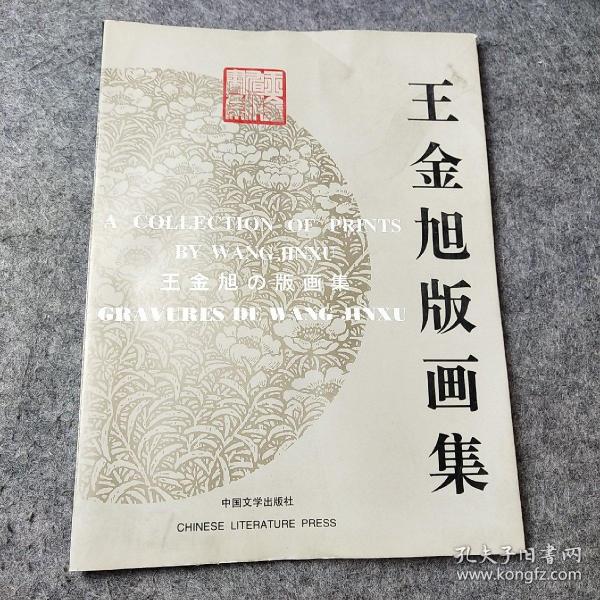 王金旭版画集
A COLLECTION OF PRINTS
BY WANG JINXU
王金旭の版画集
GRAVURES DU WANG JINXU
中国文学出版社
CHINESE LITERATURE PRESS
孔夫子旧书网
www.kongfz.com